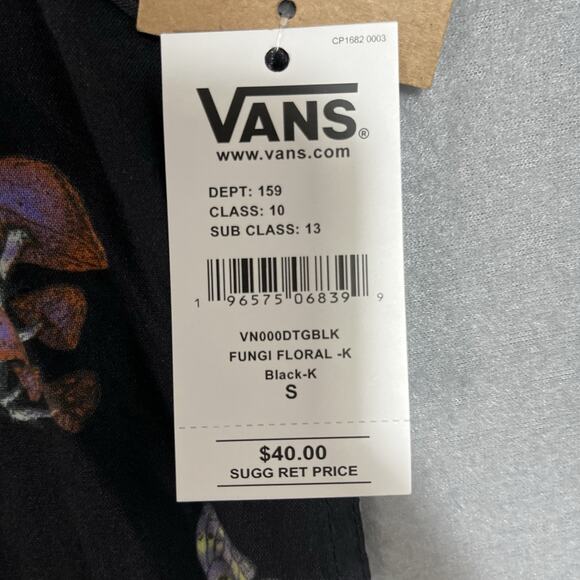 CP1682 0003
VANS®
www.vans.com
DEPT: 159
CLASS: 10
SUB CLASS: 13
1 96575 06839 9
VN000DTGBLK
FUNGI FLORAL -K
Black-K
S
$40.00
SUGG RET PRICE